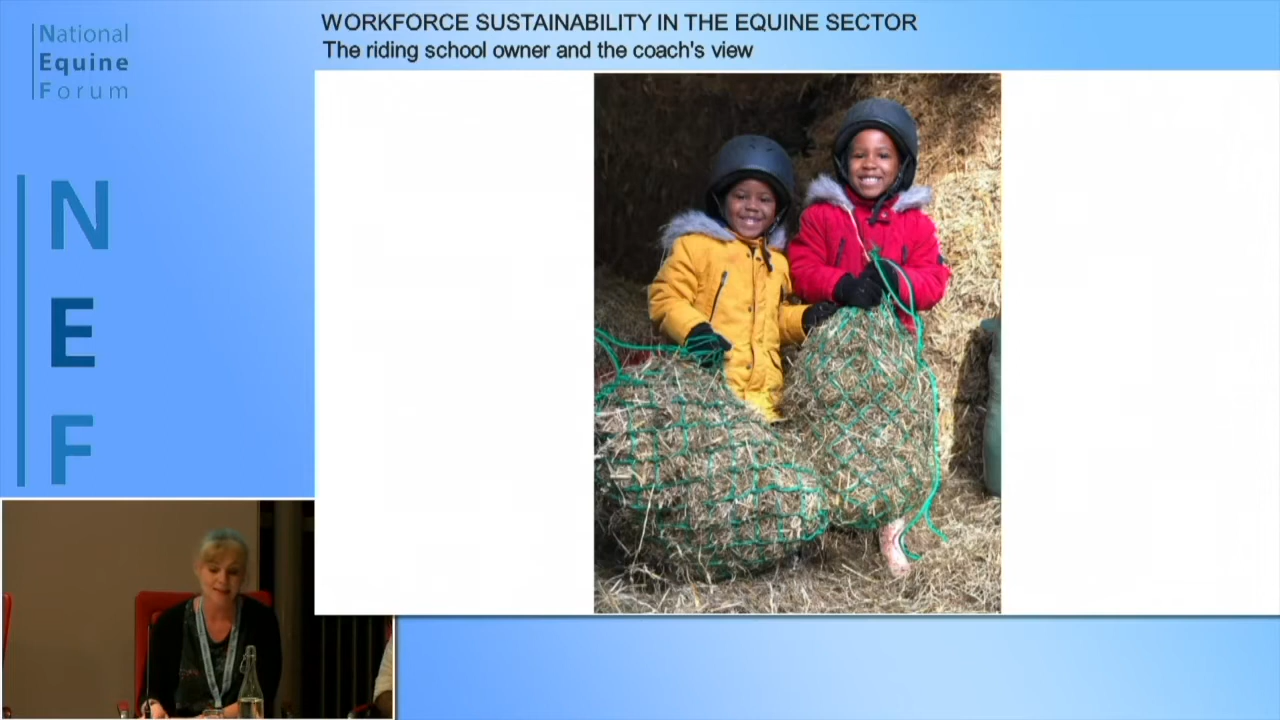 National
Equine
Forum
WORKFORCE SUSTAINABILITY IN THE EQUINE SECTOR
The riding school owner and the coach's view
N
E
F